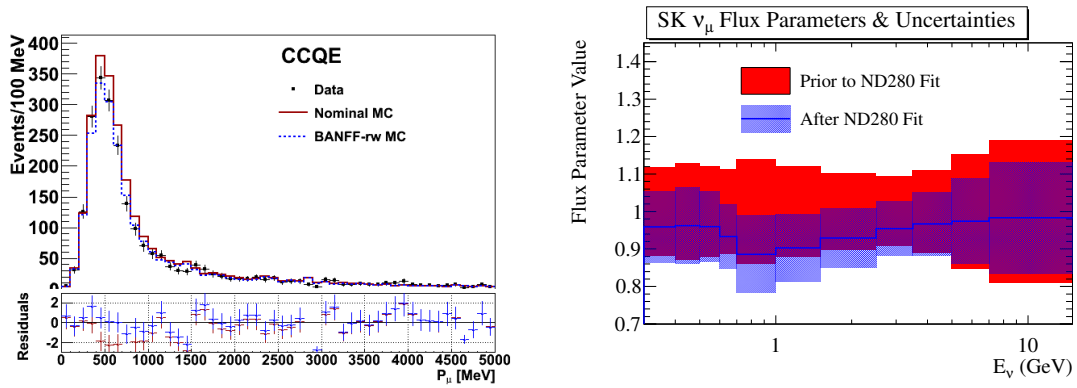 CCQE
Data
Nominal MC
BANFF-rw MC
Events/100 MeV
400
350
300
250
200
150
100
50
0
Residuals
2
0
-2
0 500 1000 1500 2000 2500 3000 3500 4000 4500 5000
P_μ [MeV]
SK ν_μ Flux Parameters & Uncertainties
Prior to ND280 Fit
After ND280 Fit
Flux Parameter Value
1.4
1.3
1.2
1.1
1
0.9
0.8
0.7
1 10
E_ν (GeV)